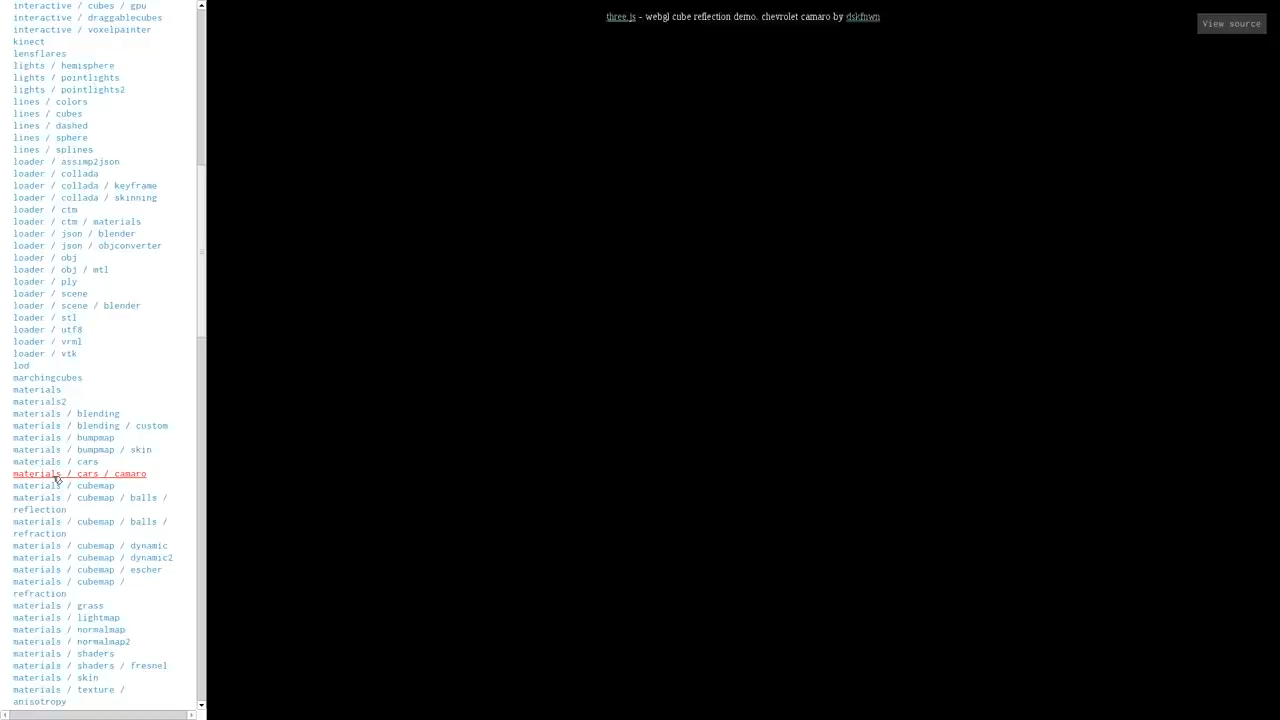 interactive / cubes / gpu
interactive / draggablecubes
interactive / voxelpainter
kinect
lensflares
lights / hemisphere
lights / pointlights
lights / pointlights2
lines / colors
lines / cubes
lines / dashed
lines / sphere
lines / splines
loader / assimp2json
loader / collada
loader / collada / keyframe
loader / collada / skinning
loader / ctm
loader / ctm / materials
loader / json / blender
loader / json / objconverter
loader / obj
loader / obj / mtl
loader / ply
loader / scene
loader / scene / blender
loader / stl
loader / utf8
loader / vrml
loader / vtk
lod
marchingcubes
materials
materials2
materials / blending
materials / blending / custom
materials / bumpmap
materials / bumpmap / skin
materials / cars
materials / cars / camaro
materials / cubemap
materials / cubemap / balls /
reflection
materials / cubemap / balls /
refraction
materials / cubemap / dynamic
materials / cubemap / dynamic2
materials / cubemap / escher
materials / cubemap /
refraction
materials / grass
materials / lightmap
materials / normalmap
materials / normalmap2
materials / shaders
materials / shaders / fresnel
materials / skin
materials / texture /
anisotropy
three.js - webgl cube reflection demo. chevrolet camaro by dskfnwn
View source